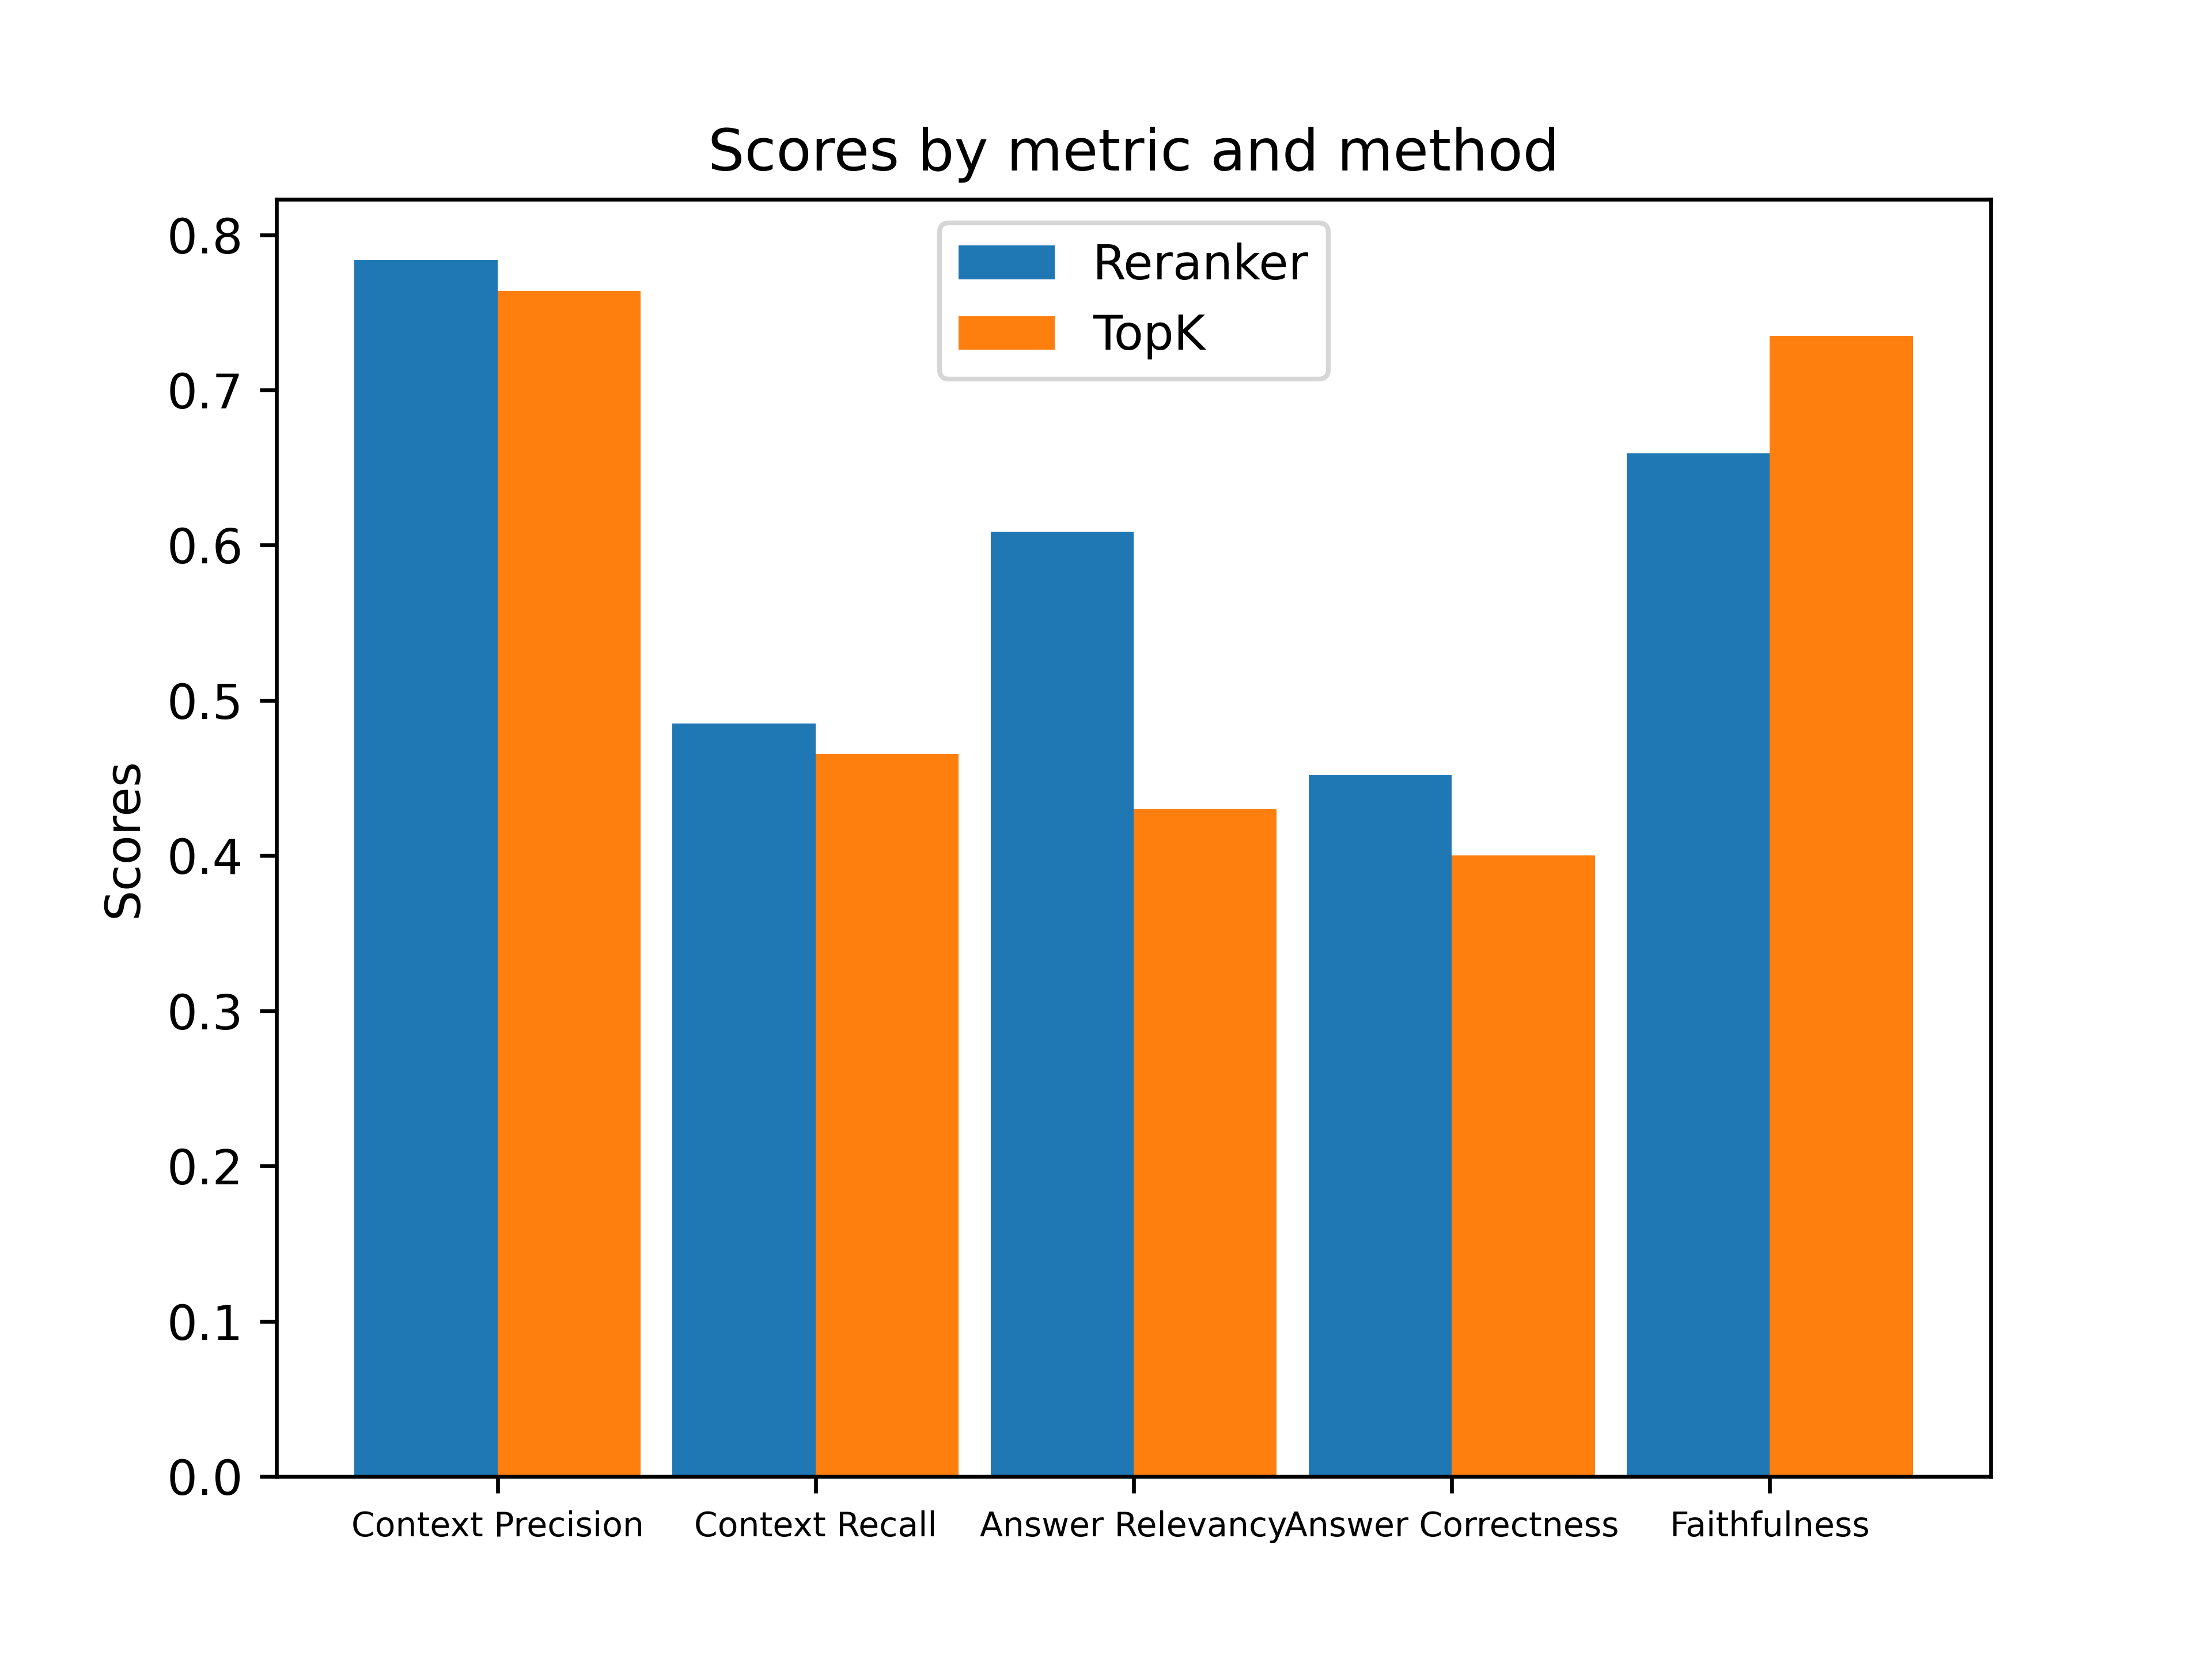 Scores by metric and method
Reranker
TopK
Scores
0.8
0.7
0.6
0.5
0.4
0.3
0.2
0.1
0.0
Context Precision
Context Recall
Answer Relevancy
Answer Correctness
Faithfulness